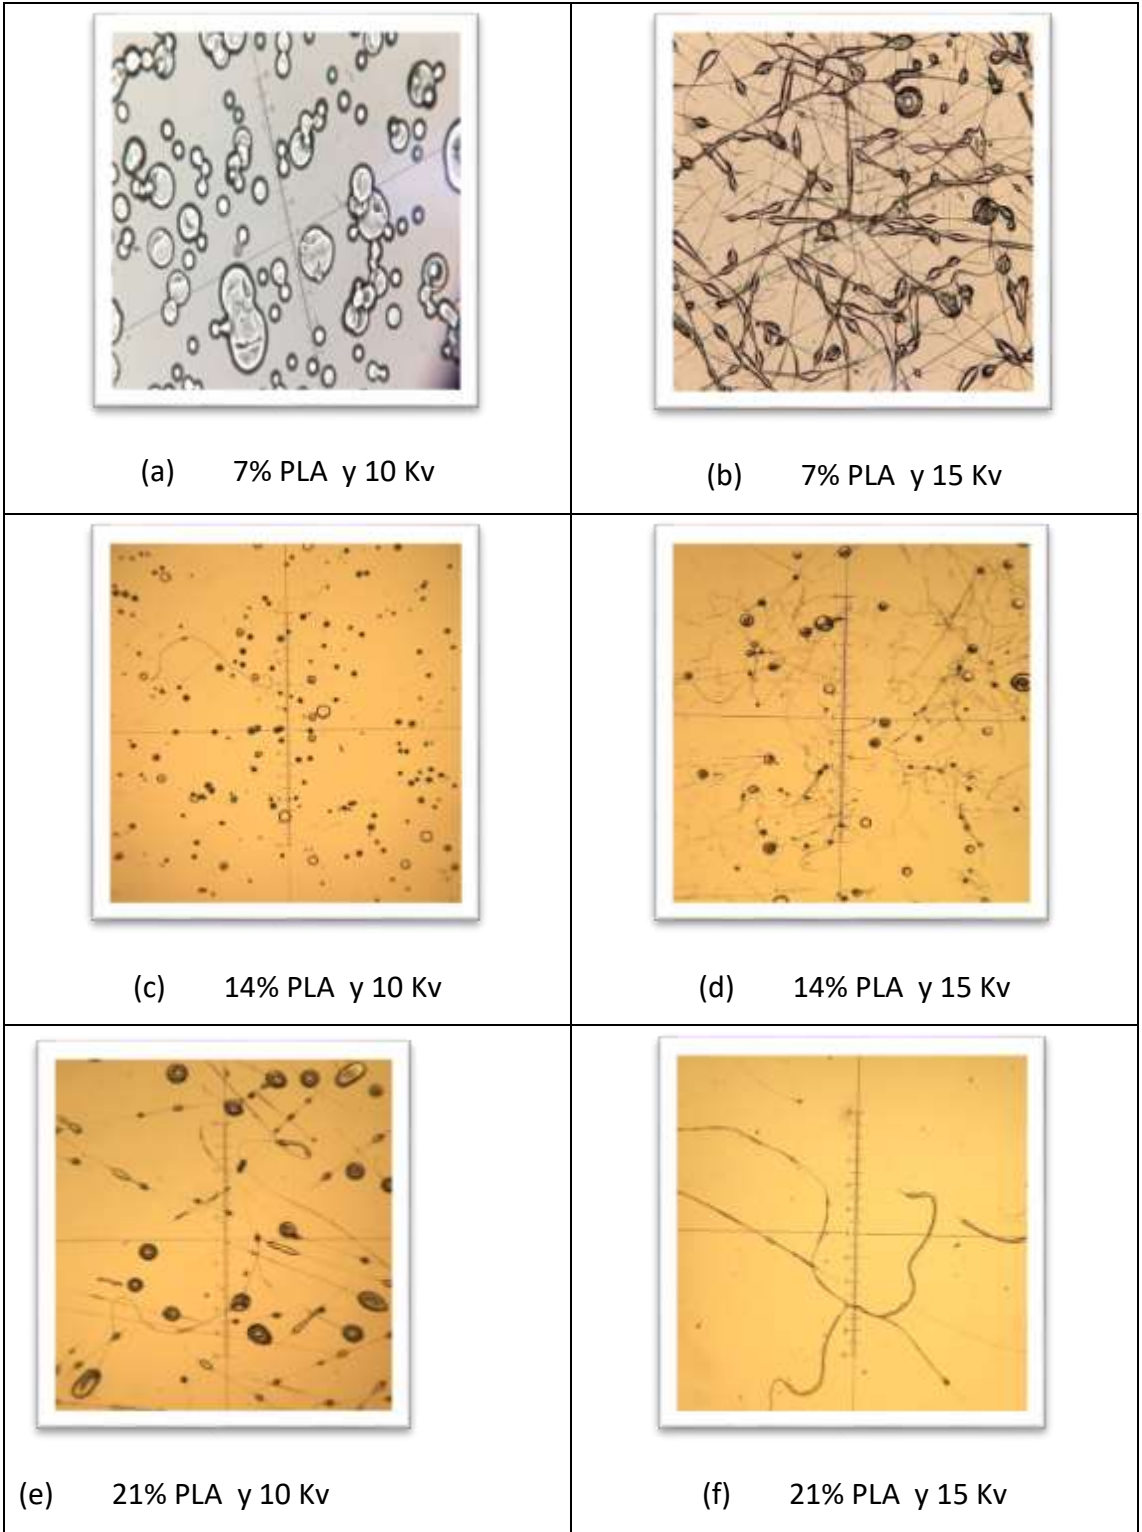 (a) 7% PLA y 10 Kv
(b) 7% PLA y 15 Kv
(c) 14% PLA y 10 Kv
(d) 14% PLA y 15 Kv
(e) 21% PLA y 10 Kv
(f) 21% PLA y 15 Kv